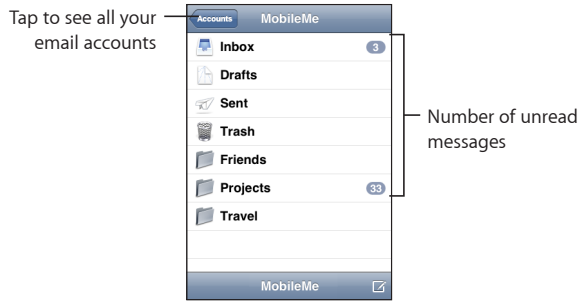 Tap to see all your
email accounts
Accounts
MobileMe
Inbox
3
Drafts
Sent
Trash
Friends
Projects
33
Travel
MobileMe
Number of unread
messages